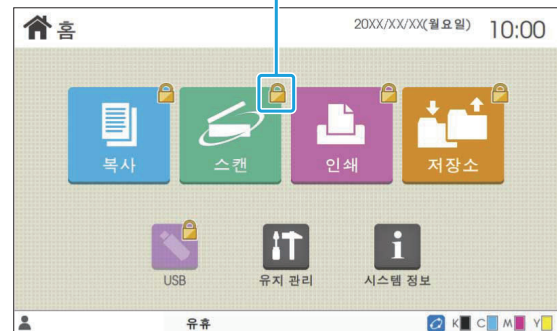 홈
20XX/XX/XX(월요일)
10:00
복사
스캔
인쇄
저장소
USB
유지 관리
시스템 정보
유휴
K C M Y